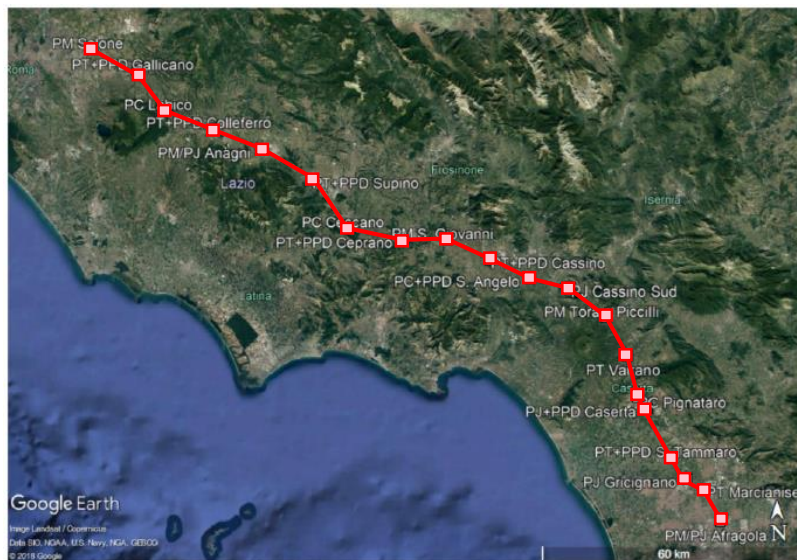 PM Salone
Roma
PT+PPD Gallicano
PC Labico
PT+PPD Colleferro
PM/PJ Anagni
Frosinone
Lazio
PT+PPD Supino
Isernia
PC Ceccano
PM S. Giovanni
PT+PPD Ceprano
PT+PPD Cassino
PC+PPD S. Angelo
PJ Cassino Sud
Latina
PM Tora e Piccilli
PT Vairano
Caserta
PC Pignataro
PJ+PPD Caserta
PT+PPD S. Tammaro
PJ Gricignano
PT Marcianise
Google Earth
PM/PJ Afragola
N
Image Landsat / Copernicus
Data SIO, NOAA, U.S. Navy, NGA, GEBCO
© 2018 Google
60 km